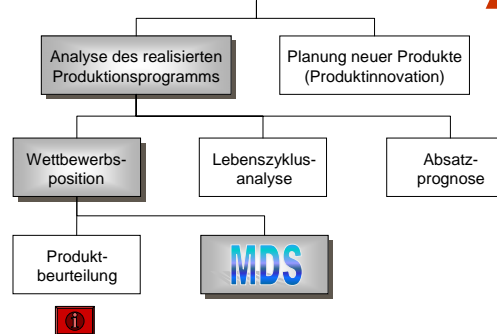 Analyse des realisierten
Produktionsprogramms
Planung neuer Produkte
(Produktinnovation)
Wettbewerbs-
position
Lebenszyklus-
analyse
Absatz-
prognose
Produkt-
beurteilung
MDS